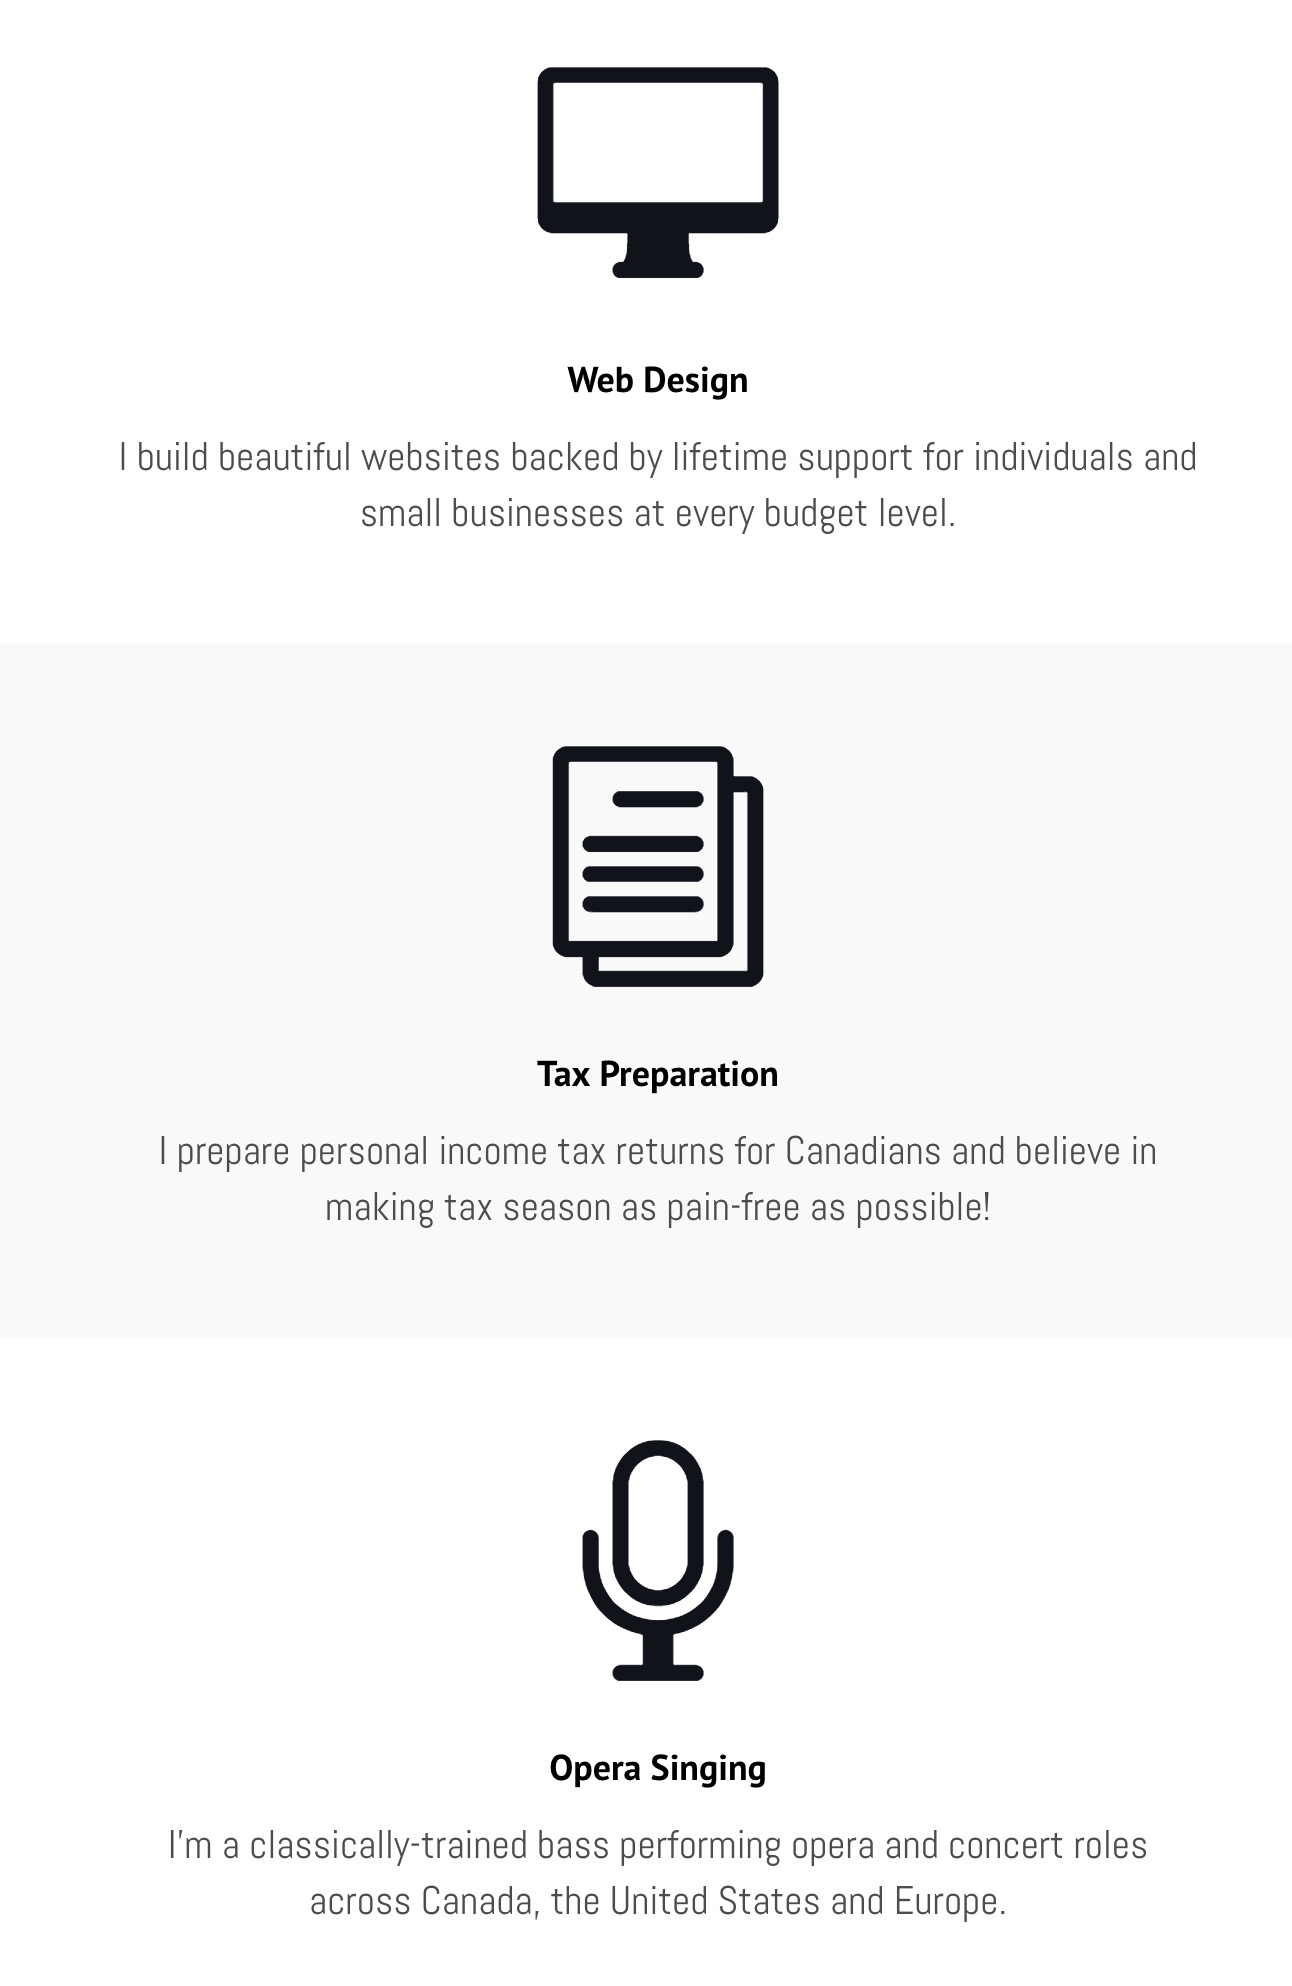 Web Design
I build beautiful websites backed by lifetime support for individuals and
small businesses at every budget level.
Tax Preparation
I prepare personal income tax returns for Canadians and believe in
making tax season as pain-free as possible!
Opera Singing
I'm a classically-trained bass performing opera and concert roles
across Canada, the United States and Europe.